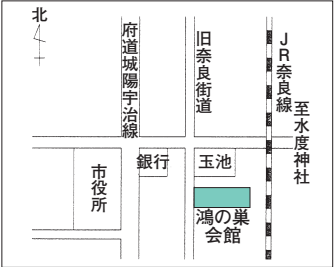 北
府道城陽宇治線
旧奈良街道
JR奈良線
至水度神社
市役所
銀行
玉池
鴻の巣
会館